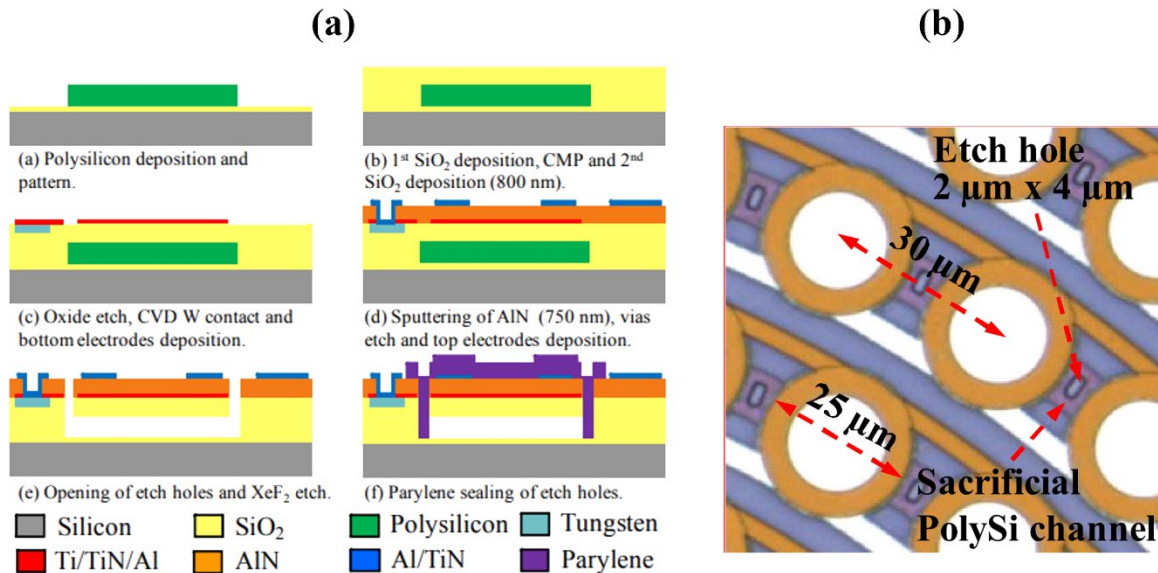 (a)
(b)
(a) Polysilicon deposition and
pattern.
(b) 1st SiO2 deposition, CMP and 2nd
SiO2 deposition (800 nm).
(c) Oxide etch, CVD W contact and
bottom electrodes deposition.
(d) Sputtering of AlN (750 nm), vias
etch and top electrodes deposition.
(e) Opening of etch holes and XeF2 etch.
(f) Parylene sealing of etch holes.
Silicon
SiO2
Polysilicon
Tungsten
Ti/TiN/Al
AlN
Al/TiN
Parylene
Etch hole
2 μm x 4 μm
30 μm
25 μm
Sacrificial
PolySi channel